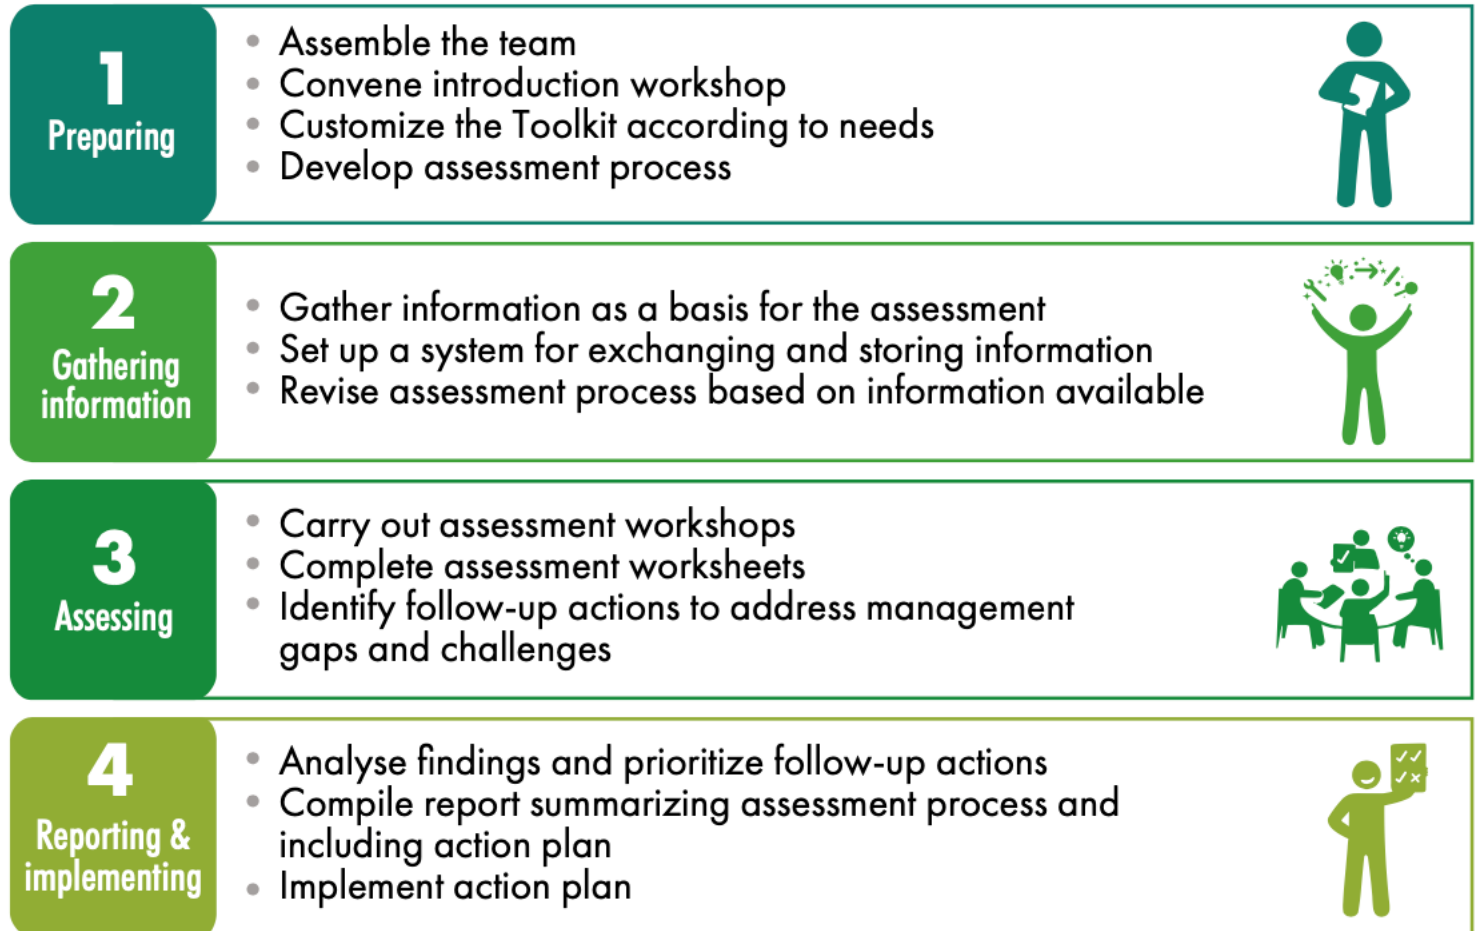 1
Preparing
• Assemble the team
• Convene introduction workshop
• Customize the Toolkit according to needs
• Develop assessment process
2
Gathering
information
• Gather information as a basis for the assessment
• Set up a system for exchanging and storing information
• Revise assessment process based on information available
3
Assessing
• Carry out assessment workshops
• Complete assessment worksheets
• Identify follow-up actions to address management
gaps and challenges
4
Reporting &
implementing
• Analyse findings and prioritize follow-up actions
• Compile report summarizing assessment process and
including action plan
• Implement action plan